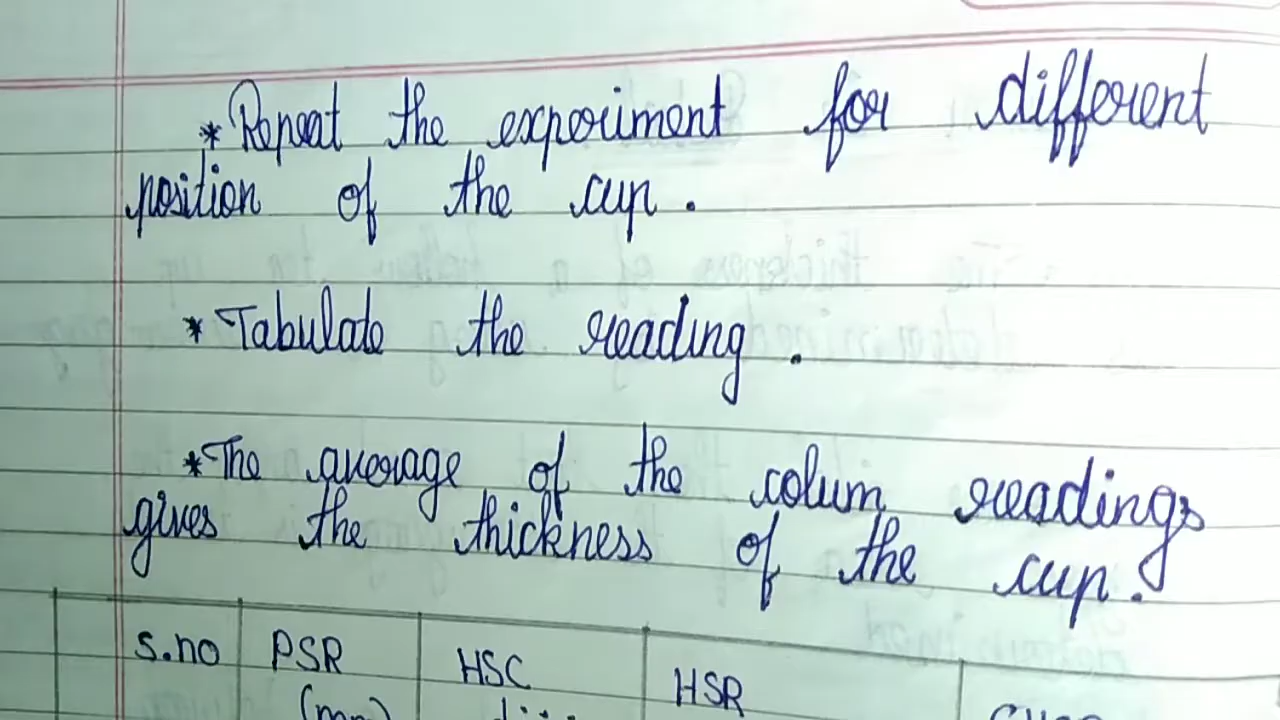 * Repeat the experiment for different
position of the cup.
* Tabulate the reading.
* The average of the colum readings
gives the thickness of the cup.
S.no PSR HSC HSR
(mm)